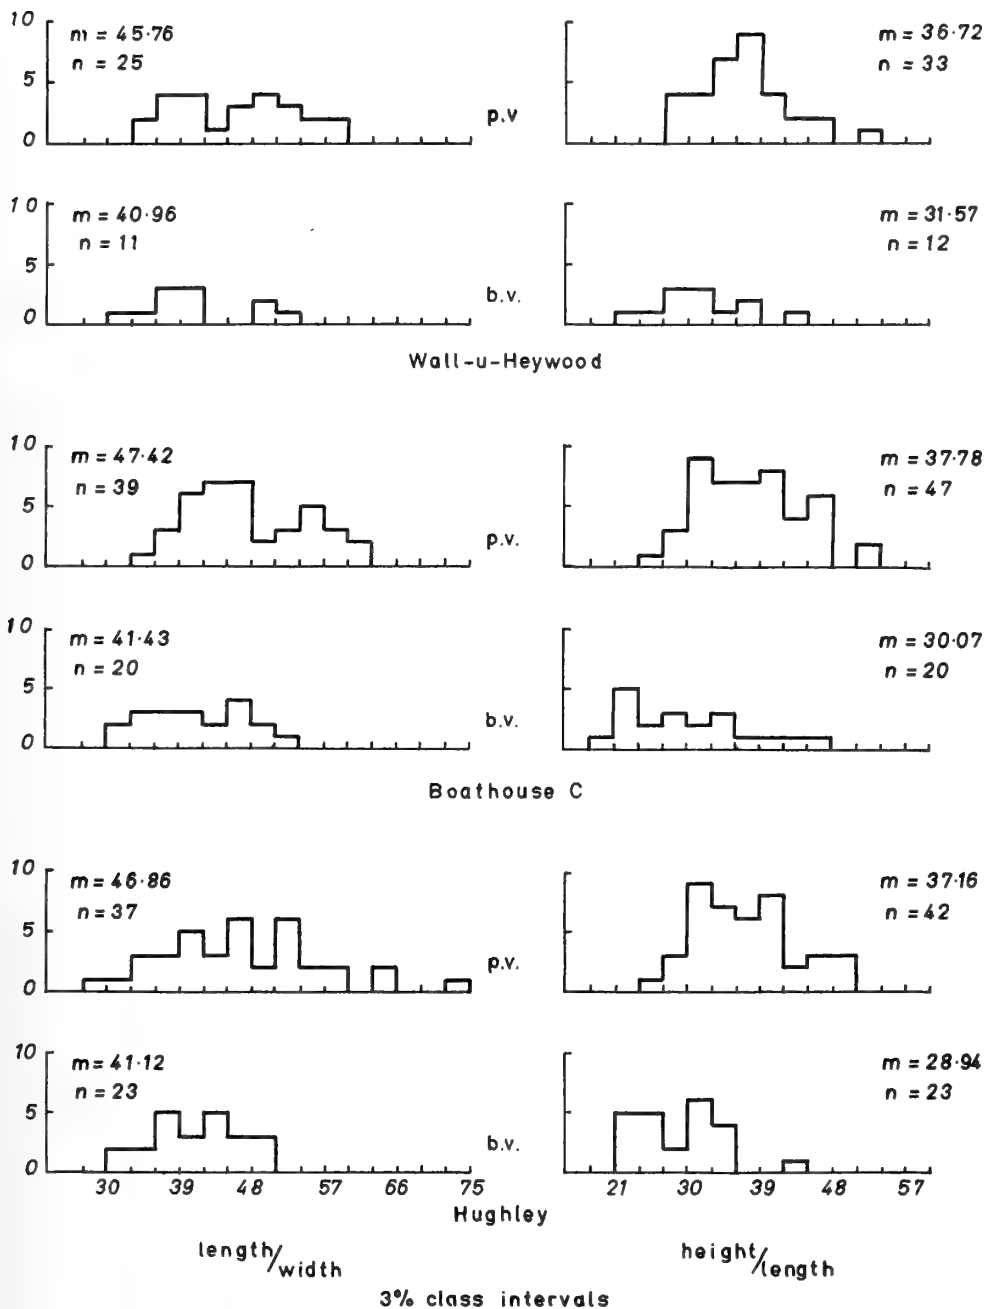 10
5
0
m = 45·76
n = 25
p.v
m = 36·72
n = 33
10
5
0
m = 40·96
n = 11
b.v.
m = 31·57
n = 12
Wall-u-Heywood
10
5
0
m = 47·42
n = 39
p.v.
m = 37·78
n = 47
10
5
0
m = 41·43
n = 20
b.v.
m = 30·07
n = 20
Boathouse C
10
5
0
m = 46·86
n = 37
p.v.
m = 37·16
n = 42
10
5
0
m = 41·12
n = 23
b.v.
m = 28·94
n = 23
30 39 48 57 66 75
21 30 39 48 57
Hughley
length/width
height/length
3% class intervals